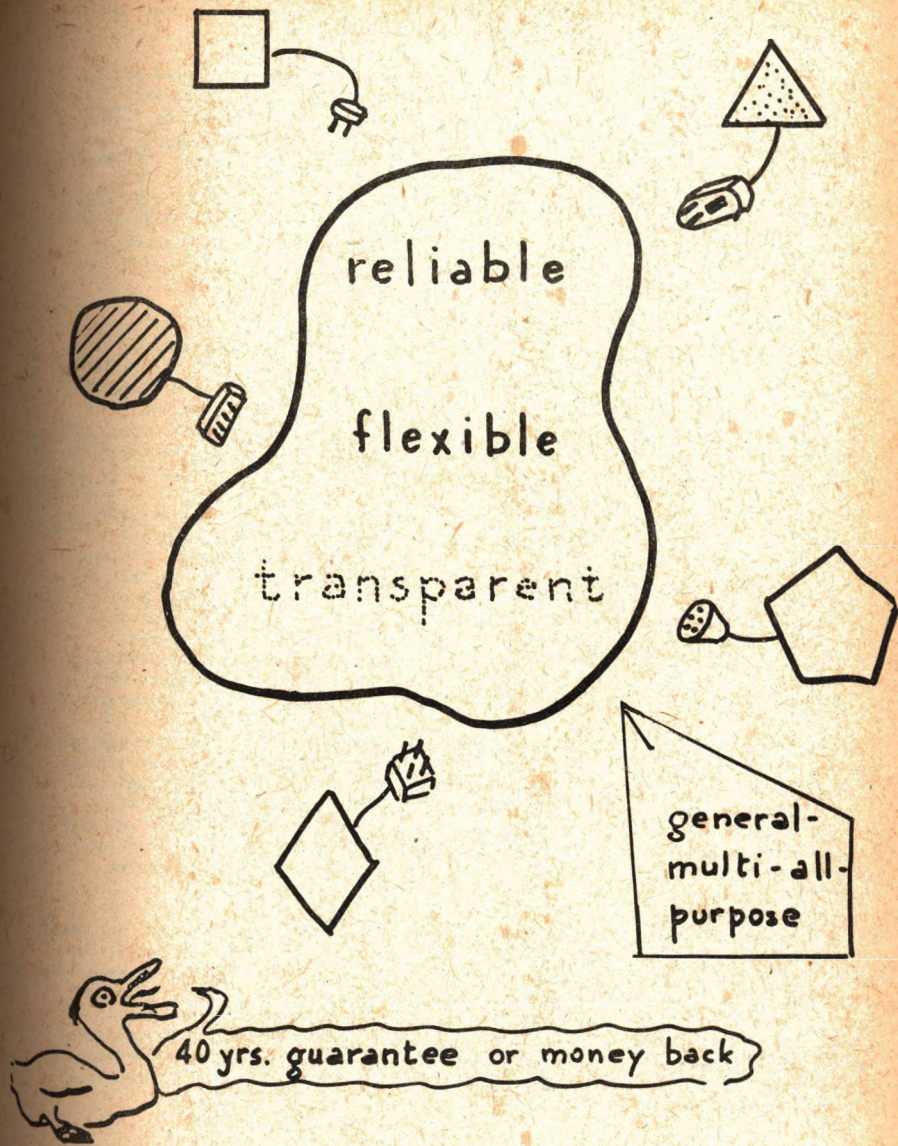 reliable
flexible
transparent
general-
multi-all-
purpose
40 yrs. guarantee or money back